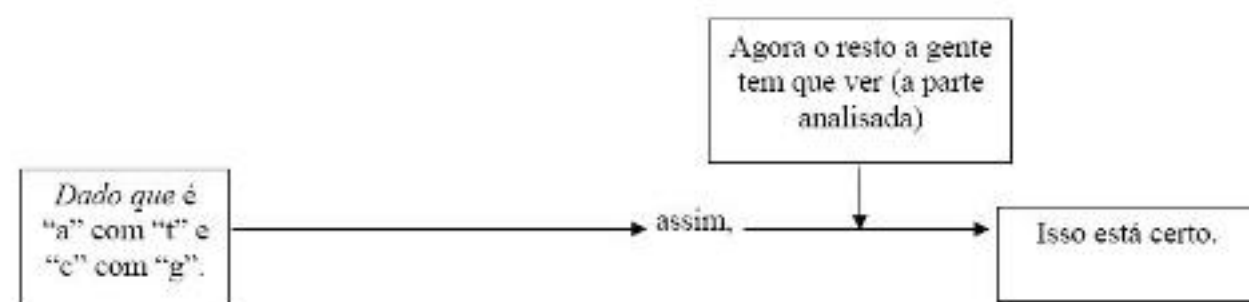 Agora o resto a gente
tem que ver (a parte
analisada)
Dado que é
“a” com “t” e
“c” com “g”.
assim,
Isso está certo.